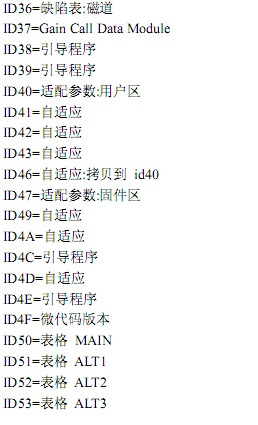 ID36=缺陷表:磁道
ID37=Gain Call Data Module
ID38=引导程序
ID39=引导程序
ID40=适配参数:用户区
ID41=自适应
ID42=自适应
ID43=自适应
ID46=自适应:拷贝到 id40
ID47=适配参数:固件区
ID49=自适应
ID4A=自适应
ID4C=引导程序
ID4D=自适应
ID4E=引导程序
ID4F=微代码版本
ID50=表格 MAIN
ID51=表格 ALT1
ID52=表格 ALT2
ID53=表格 ALT3